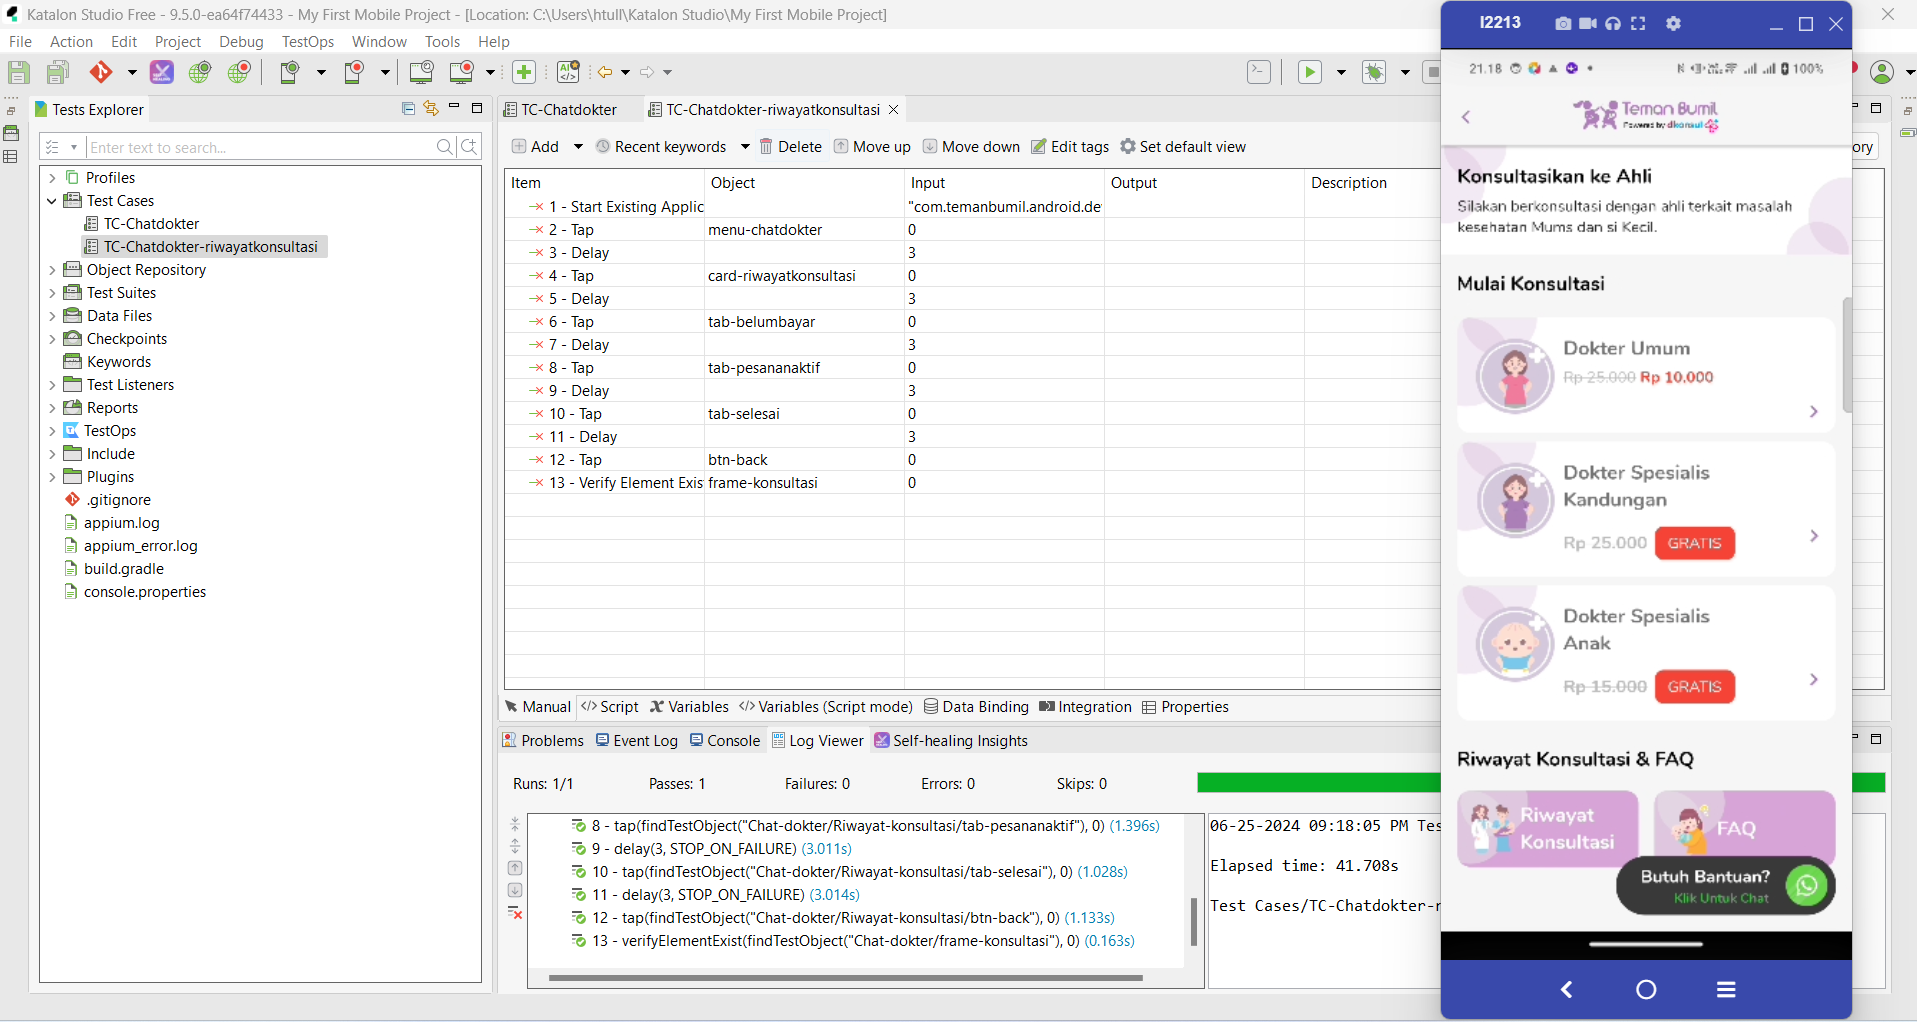 Katalon Studio Free - 9.5.0-ea64f74433 - My First Mobile Project - [Location: C:\Users\htull\Katalon Studio\My First Mobile Project]
File Action Edit Project Debug TestOps Window Tools Help
Tests Explorer
Enter text to search...
Profiles
Test Cases
TC-Chatdokter
TC-Chatdokter-riwayatkonsultasi
Object Repository
Test Suites
Data Files
Checkpoints
Keywords
Test Listeners
Reports
TestOps
Include
Plugins
.gitignore
appium.log
appium_error.log
build.gradle
console.properties
TC-Chatdokter TC-Chatdokter-riwayatkonsultasi
Add Recent keywords Delete Move up Move down Edit tags Set default view
ory
Item Object Input Output Description
1 - Start Existing Applic "com.temanbumil.android.de
2 - Tap menu-chatdokter 0
3 - Delay 3
4 - Tap card-riwayatkonsultasi 0
5 - Delay 3
6 - Tap tab-belumbayar 0
7 - Delay 3
8 - Tap tab-pesananaktif 0
9 - Delay 3
10 - Tap tab-selesai 0
11 - Delay 3
12 - Tap btn-back 0
13 - Verify Element Exis frame-konsultasi 0
Manual Script Variables Variables (Script mode) Data Binding Integration Properties
Problems Event Log Console Log Viewer Self-healing Insights
Runs: 1/1 Passes: 1 Failures: 0 Errors: 0 Skips: 0
8 - tap(findTestObject("Chat-dokter/Riwayat-konsultasi/tab-pesananaktif"), 0) (1.396s)
9 - delay(3, STOP_ON_FAILURE) (3.011s)
10 - tap(findTestObject("Chat-dokter/Riwayat-konsultasi/tab-selesai"), 0) (1.028s)
11 - delay(3, STOP_ON_FAILURE) (3.014s)
12 - tap(findTestObject("Chat-dokter/Riwayat-konsultasi/btn-back"), 0) (1.133s)
13 - verifyElementExist(findTestObject("Chat-dokter/frame-konsultasi"), 0) (0.163s)
06-25-2024 09:18:05 PM Tes
Elapsed time: 41.708s
Test Cases/TC-Chatdokter-r
I2213
21.18 100%
Teman Bumil
Powered by dikonsul
Konsultasikan ke Ahli
Silakan berkonsultasi dengan ahli terkait masalah
kesehatan Mums dan si Kecil.
Mulai Konsultasi
Dokter Umum
Rp 25.000 Rp 10.000
Dokter Spesialis
Kandungan
Rp 25.000 GRATIS
Dokter Spesialis
Anak
Rp 15.000 GRATIS
Riwayat Konsultasi & FAQ
Riwayat
Konsultasi
FAQ
Butuh Bantuan?
Klik Untuk Chat